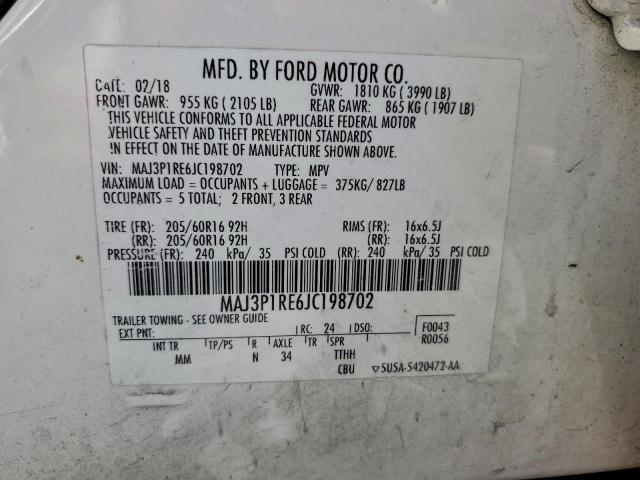 MFD. BY FORD MOTOR CO.
DATE: 02/18 GVWR: 1810 KG ( 3990 LB)
FRONT GAWR: 955 KG ( 2105 LB) REAR GAWR: 865 KG ( 1907 LB)
THIS VEHICLE CONFORMS TO ALL APPLICABLE FEDERAL MOTOR
VEHICLE SAFETY AND THEFT PREVENTION STANDARDS
IN EFFECT ON THE DATE OF MANUFACTURE SHOWN ABOVE.
VIN: MAJ3P1RE6JC198702 TYPE: MPV
MAXIMUM LOAD = OCCUPANTS + LUGGAGE = 375KG/ 827LB
OCCUPANTS = 5 TOTAL; 2 FRONT, 3 REAR
TIRE (FR): 205/60R16 92H RIMS (FR): 16x6.5J
(RR): 205/60R16 92H (RR): 16x6.5J
PRESSURE (FR): 240 kPa/ 35 PSI COLD (RR): 240 kPa/ 35 PSI COLD
MAJ3P1RE6JC198702
TRAILER TOWING - SEE OWNER GUIDE
EXT PNT: RC: 24 DSO: F0043
R0056
INT TR TP/PS R AXLE TR SPR
MM N 34 TTHH
CBU ▽5U5A-5420472-AA